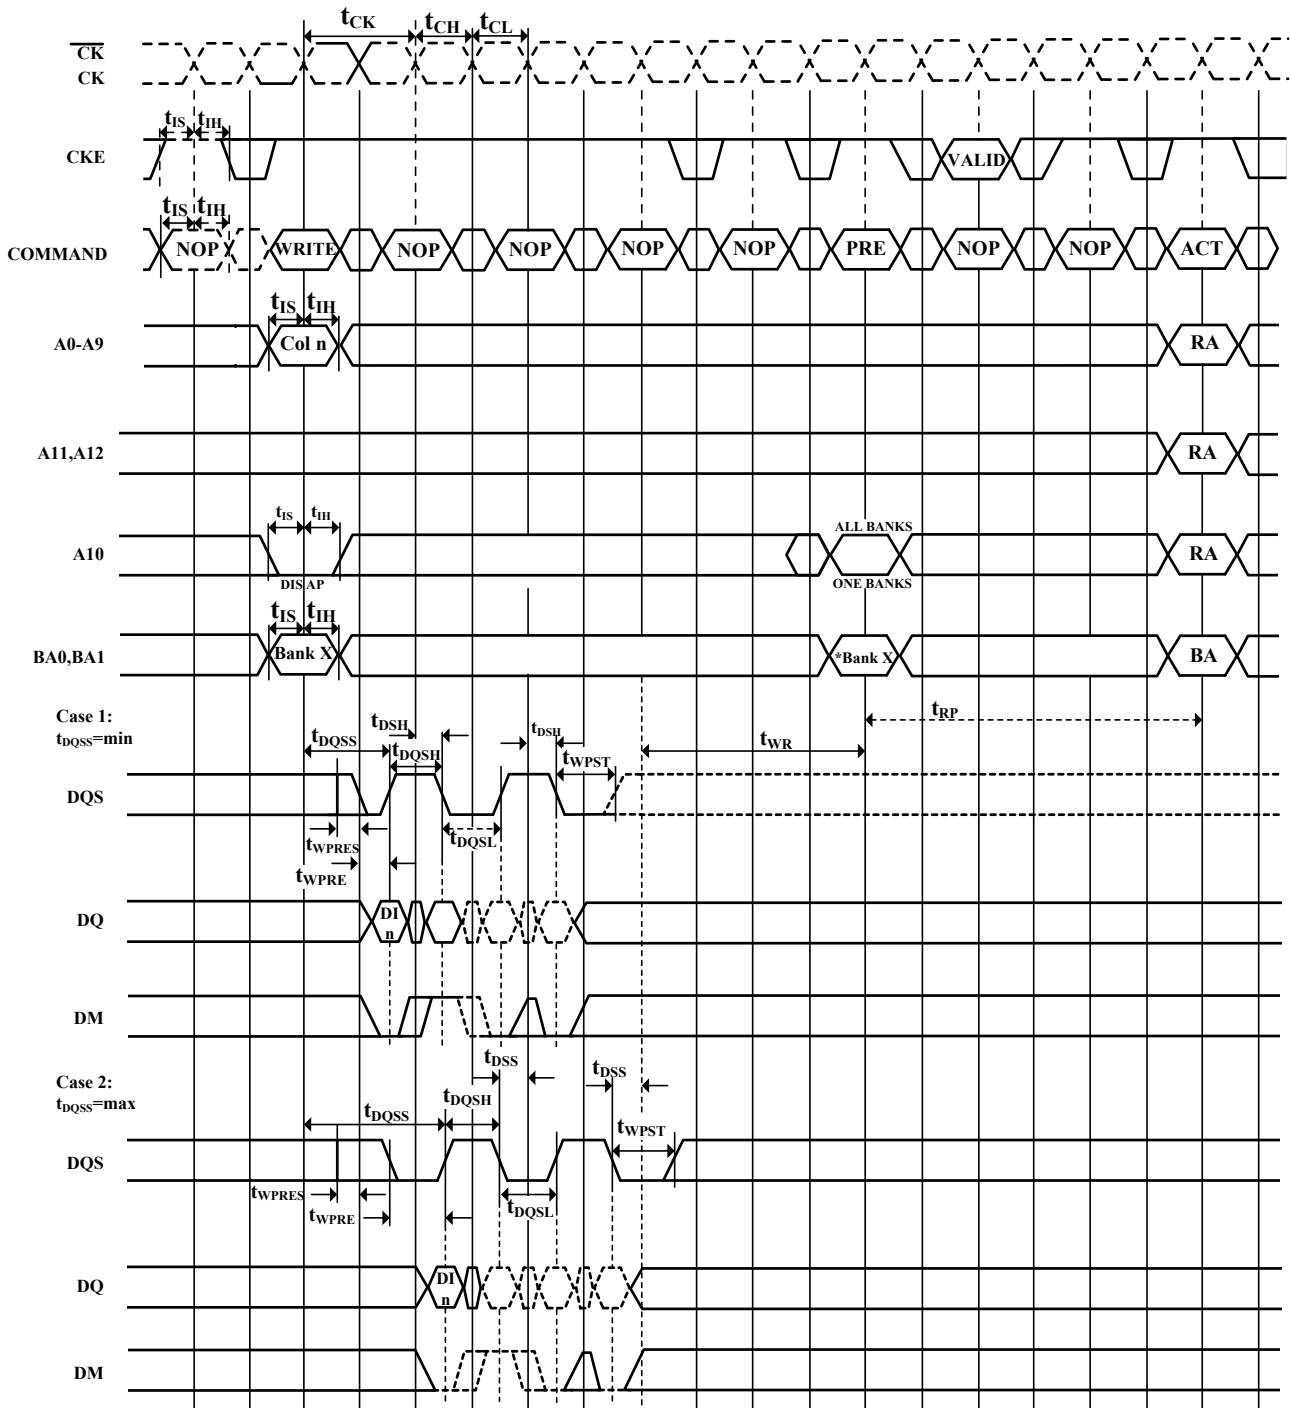 tCK tCH tCL
CK
CK
tIS tIH
CKE VALID
tIS tIH
COMMAND NOP WRITE NOP NOP NOP NOP PRE NOP NOP ACT
tIS tIH
A0-A9 Col n RA
A11,A12 RA
tIS tIH ALL BANKS
A10 RA
DIS AP ONE BANKS
tIS tIH
BA0,BA1 Bank X *Bank X BA
Case 1:
tDQSS=min
tDSH tDSH tRP
tDQSS tDQSH tWPST tWR
DQS
tWPRES tDQSL
tWPRE
DQ DI
n
DM
Case 2:
tDQSS=max
tDSS tDSS
tDQSS tDQSH
tWPST
DQS
tWPRES tDQSL
tWPRE
DQ DI
n
DM